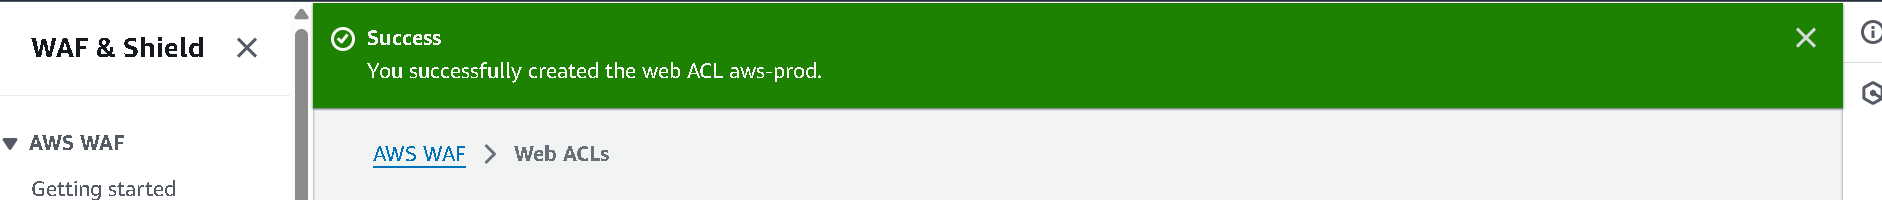 WAF & Shield
AWS WAF
Getting started
Success
You successfully created the web ACL aws-prod.
AWS WAF > Web ACLs